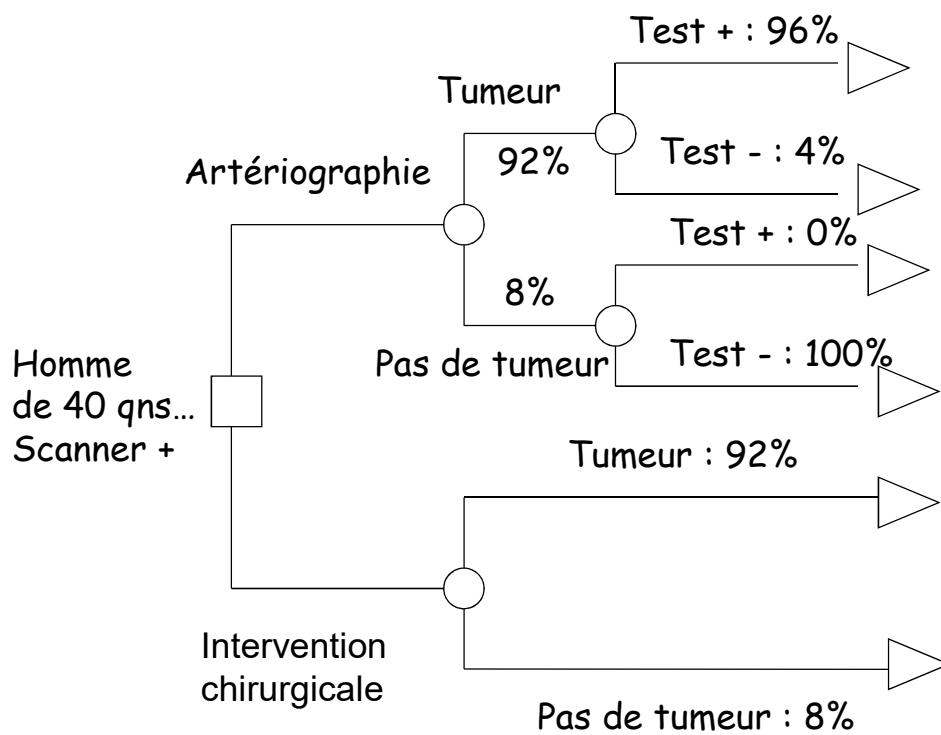 Test + : 96%
Tumeur
92%
Test - : 4%
Artériographie
Test + : 0%
8%
Pas de tumeur
Test - : 100%
Homme
de 40 qns...
Scanner +
Tumeur : 92%
Intervention
chirurgicale
Pas de tumeur : 8%